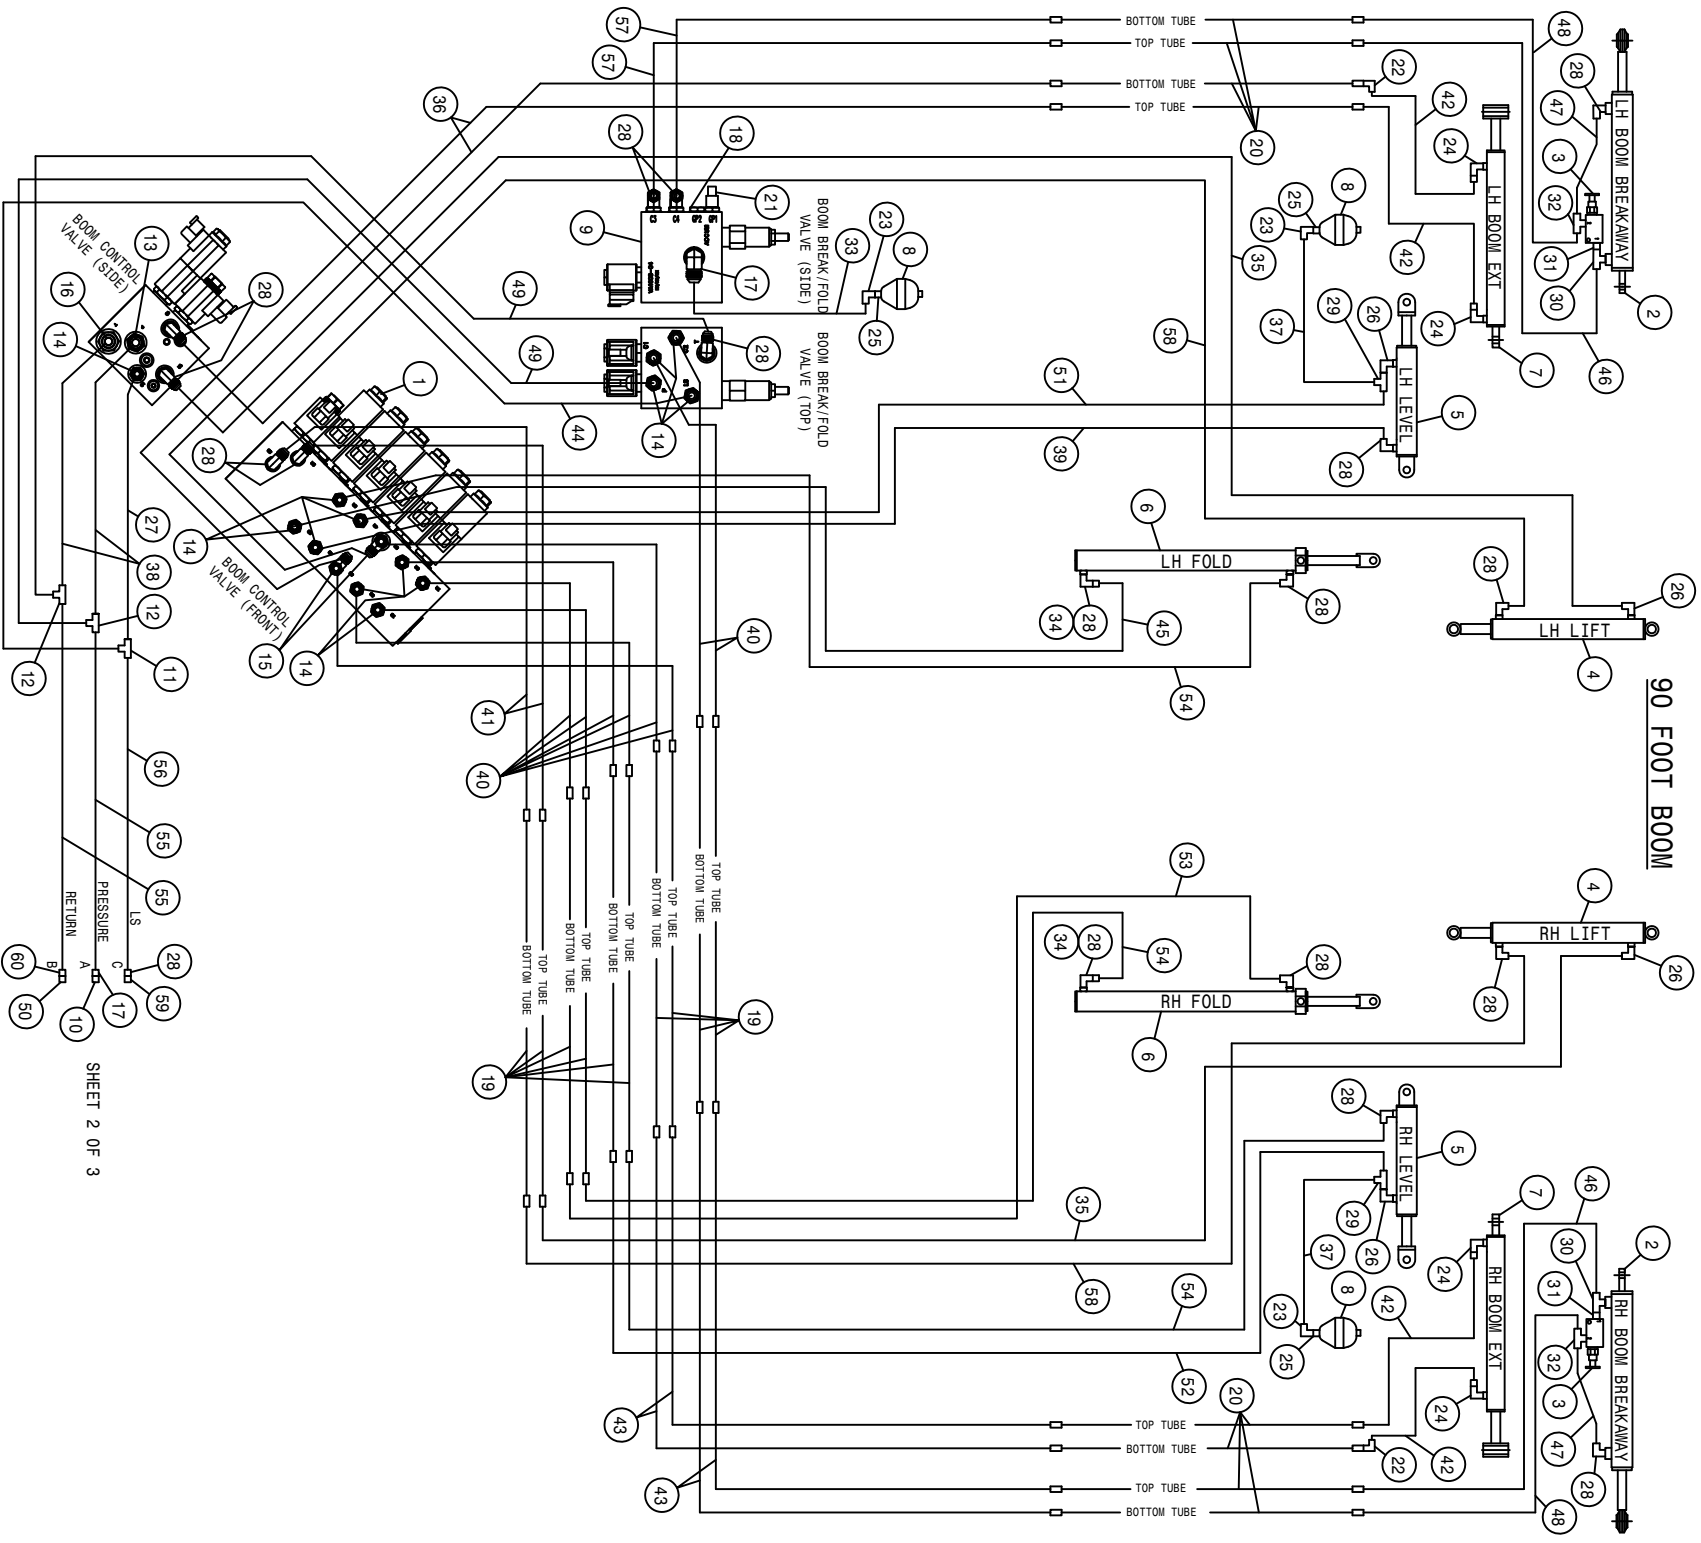 90 FOOT BOOM
LH BOOM BREAKAWAY
LH BOOM EXT
LH LEVEL
LH FOLD
LH LIFT
RH LIFT
RH FOLD
RH LEVEL
RH BOOM EXT
RH BOOM BREAKAWAY
48
28
47
3
32
31
30
2
46
22
42
24
42
24
7
20
8
25
23
37
29
26
5
28
58
35
51
39
BOTTOM TUBE
TOP TUBE
BOTTOM TUBE
TOP TUBE
57
57
36
28
18
21
9
17
33
23
8
25
C3
C4
GP2
GP1
BOOM BREAK/FOLD
VALVE (SIDE)
BOOM BREAK/FOLD
VALVE (TOP)
28
14
49
49
44
BOOM CONTROL
VALVE (SIDE)
13
16
14
28
1
28
14
BOOM CONTROL
VALVE (FRONT)
15
14
27
38
12
11
12
56
55
55
LS
PRESSURE
RETURN
C
A
B
28
59
17
10
60
50
6
28
34
28
45
54
28
26
4
40
41
40
TOP TUBE
BOTTOM TUBE
TOP TUBE
BOTTOM TUBE
TOP TUBE
BOTTOM TUBE
TOP TUBE
BOTTOM TUBE
TOP TUBE
BOTTOM TUBE
19
19
4
26
28
53
28
34
28
54
6
28
5
29
26
37
8
23
25
35
58
54
52
43
43
7
24
42
24
42
22
20
TOP TUBE
BOTTOM TUBE
TOP TUBE
BOTTOM TUBE
46
30
31
2
32
3
47
28
48
SHEET 2 OF 3